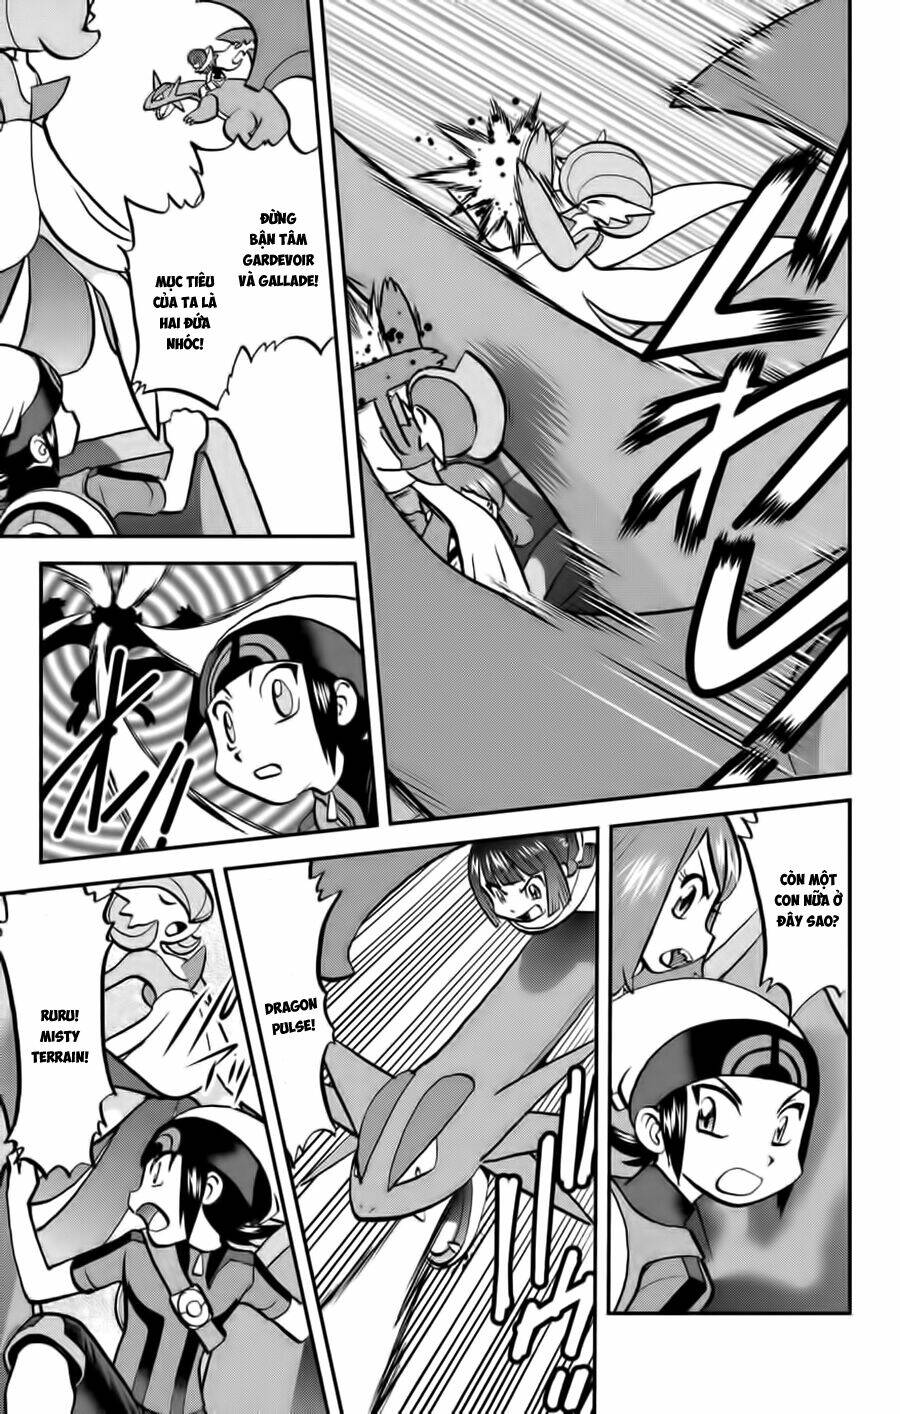 ĐỪNG
BẬN TÂM
GARDEVOIR
VÀ GALLADE!
MỤC TIÊU
CỦA TA LÀ
HAI ĐỨA
NHÓC!
CÒN MỘT
CON NỮA Ở
ĐÂY SAO?
DRAGON
PULSE!
RURU!
MISTY
TERRAIN!